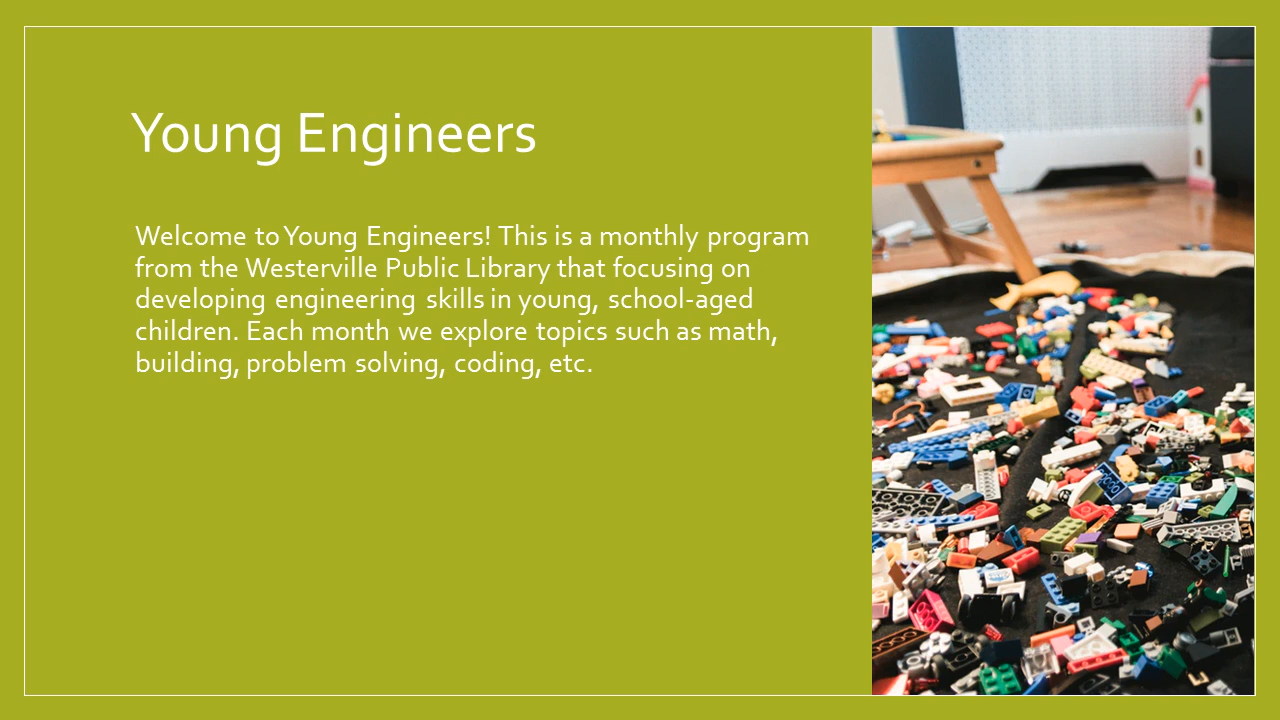 Young Engineers
Welcome to Young Engineers! This is a monthly program
from the Westerville Public Library that focusing on
developing engineering skills in young, school-aged
children. Each month we explore topics such as math,
building, problem solving, coding, etc.